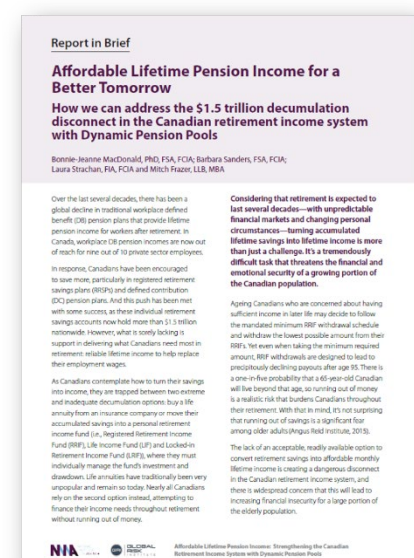 Report in Brief
Affordable Lifetime Pension Income for a
Better Tomorrow
How we can address the $1.5 trillion decumulation
disconnect in the Canadian retirement income system
with Dynamic Pension Pools
Bonnie-Jeanne MacDonald, PhD, FSA, FCIA; Barbara Sanders, FSA, FCIA;
Laura Strachan, FIA, FCIA and Mitch Frazer, LLB, MBA
Over the last several decades, there has been a
global decline in traditional workplace defined
benefit (DB) pension plans that provide lifetime
pension income for workers after retirement. In
Canada, workplace DB pension incomes are now out
of reach for nine out of 10 private sector employees.
In response, Canadians have been encouraged
to save more, particularly in registered retirement
savings plans (RRSPs) and defined contribution
(DC) pension plans. And this push has been met
with some success, as these individual retirement
savings accounts now hold more than $1.5 trillion
nationwide. However, what is sorely lacking is
support in delivering what Canadians need most in
retirement: reliable lifetime income to help replace
their employment wages.
As Canadians contemplate how to turn their savings
into income, they are trapped between two extreme
and inadequate decumulation options: buy a life
annuity from an insurance company or move their
accumulated savings into a personal retirement
income fund (i.e., Registered Retirement Income
Fund (RRIF), Life Income Fund (LIF) and Locked-in
Retirement Income Fund (LRIF)), where they must
individually manage the fund's investment and
drawdown. Life annuities have traditionally been very
unpopular and remain so today. Nearly all Canadians
rely on the second option instead, attempting to
finance their income needs throughout retirement
without running out of money.
Considering that retirement is expected to
last several decades—with unpredictable
financial markets and changing personal
circumstances—turning accumulated
lifetime savings into lifetime income is more
than just a challenge. It's a tremendously
difficult task that threatens the financial and
emotional security of a growing portion of
the Canadian population.
Ageing Canadians who are concerned about having
sufficient income in later life may decide to follow
the mandated minimum RRIF withdrawal schedule
and withdraw the lowest possible amount from their
RRIFs. Yet even when taking the minimum required
amount, RRIF withdrawals are designed to lead to
precipitously declining payouts after age 95. There is
a one-in-five probability that a 65-year-old Canadian
will live beyond that age, so running out of money
is a realistic risk that burdens Canadians throughout
their retirement. With that in mind, it's not surprising
that running out of savings is a significant fear
among older adults (Angus Reid Institute, 2015).
The lack of an acceptable, readily available option to
convert retirement savings into affordable monthly
lifetime income is creating a dangerous disconnect
in the Canadian retirement income system, and
there is widespread concern that this will lead to
increasing financial insecurity for a large portion of
the elderly population.
NIA
GLOBAL
RISK
INSTITUTE
Affordable Lifetime Pension Income: Strengthening the Canadian
Retirement Income System with Dynamic Pension Pools